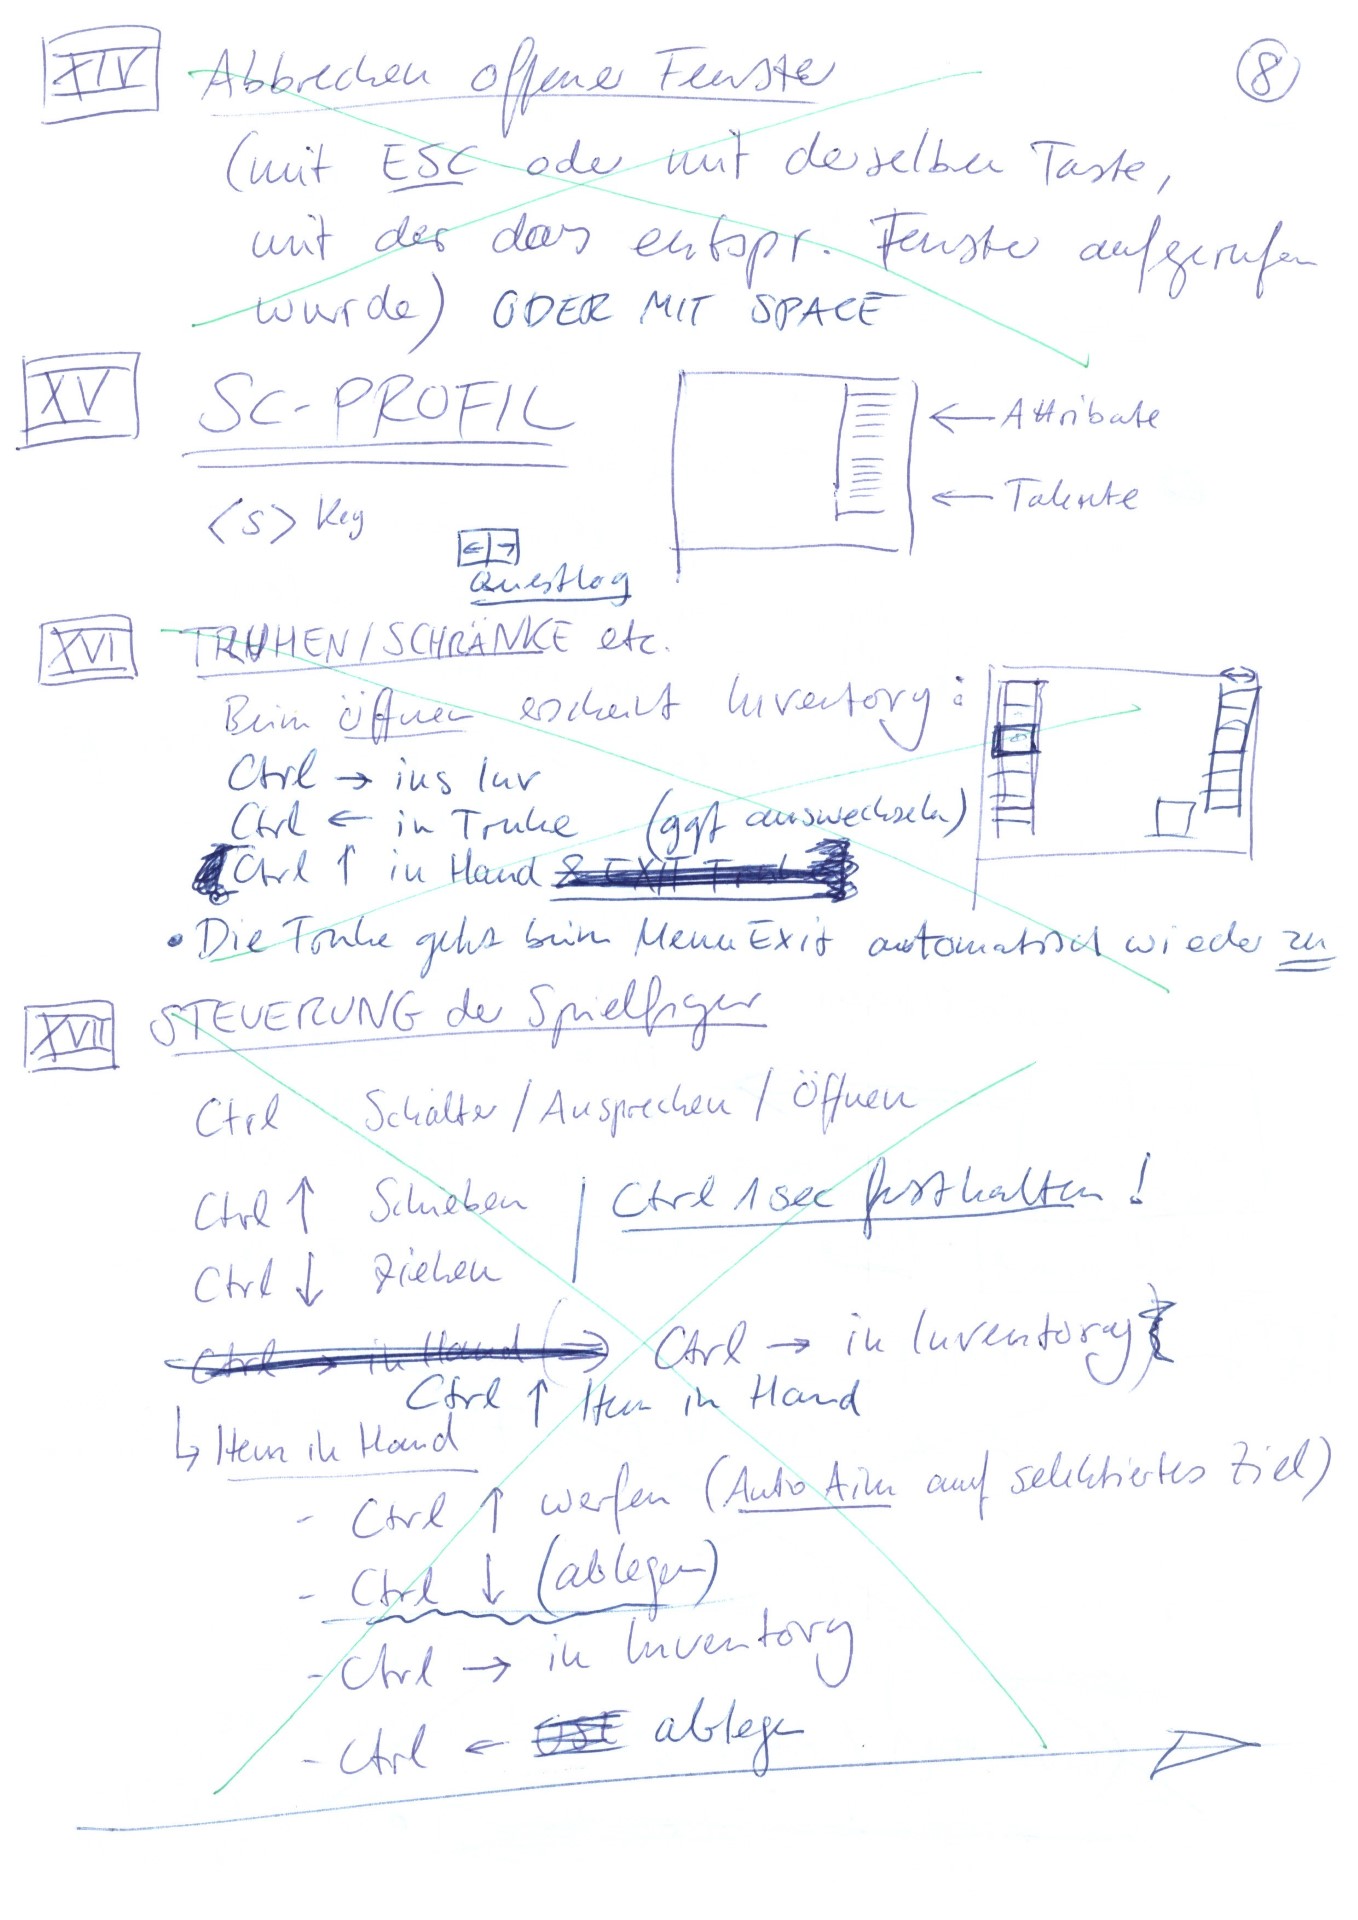 XIV Abbrechen offener Fenster ⑧
(mit ESC oder mit derselben Taste,
mit der das entspr. Fenster aufgerufen
wurde) ODER MIT SPACE
XV SC-PROFIL
← Attribute
← Talente
<S> Key
←|→
Questlog
XVI TRUHEN/SCHRÄNKE etc.
Beim öffnen erscheint Inventory:
Ctrl → ins Inv
Ctrl ← in Truhe (ggf auswechseln)
Ctrl ↑ in Hand & EXIT Truhe
• Die Truhe geht beim Menu Exit automatisch wieder zu
XVII STEUERUNG der Spielfigur
Ctrl Schalter / Ansprechen / Öffnen
Ctrl ↑ Schieben | Ctrl 1 sec festhalten!
Ctrl ↓ Ziehen
Ctrl → in Hand (⇒ Ctrl → in Inventory)
Ctrl ↑ Item in Hand
↳ Item in Hand
- Ctrl ↑ werfen (Auto Aim auf selektiertes Ziel)
- Ctrl ↓ (ablegen)
- Ctrl → in Inventory
- Ctrl ← ablegen